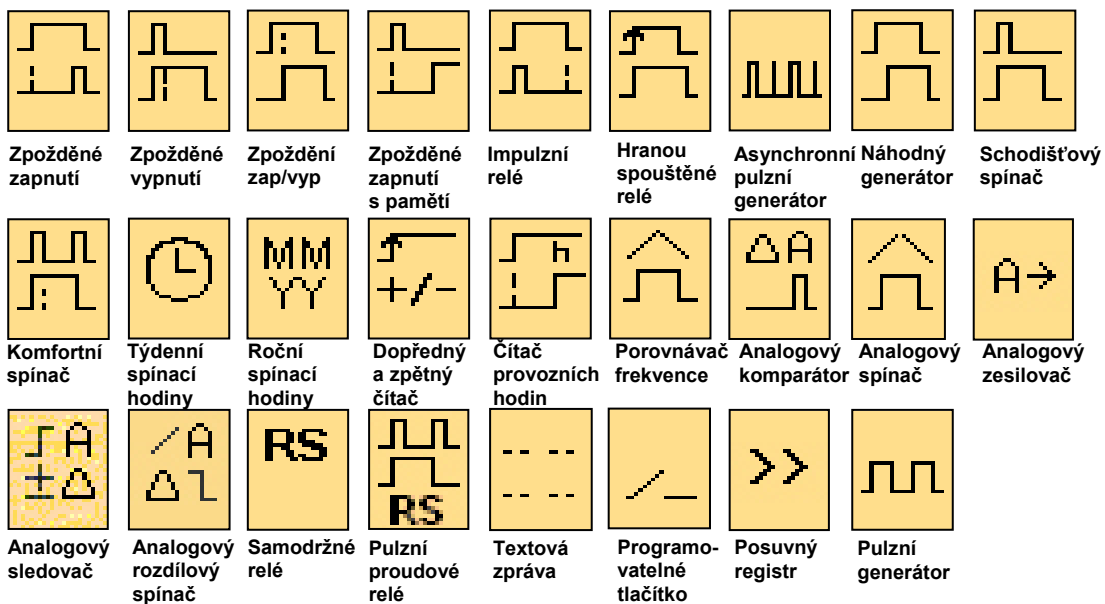 Zpožděné
zapnutí
Zpožděné
vypnutí
Zpoždění
zap/vyp
Zpožděné
zapnutí
s pamětí
Impulzní
relé
Hranou
spouštěné
relé
Asynchronní
pulzní
generátor
Náhodný
generátor
Schodišťový
spínač
MM
YY
+/-
h
ΔA
A→
Komfortní
spínač
Týdenní
spínací
hodiny
Roční
spínací
hodiny
Dopředný
a zpětný
čítač
Čítač
provozních
hodin
Porovnávač
frekvence
Analogový
komparátor
Analogový
spínač
Analogový
zesilovač
A
±Δ
A
Δ
RS
RS
>>
Analogový
sledovač
Analogový
rozdílový
spínač
Samodržné
relé
Pulzní
proudové
relé
Textová
zpráva
Programo-
vatelné
tlačítko
Posuvný
registr
Pulzní
generátor